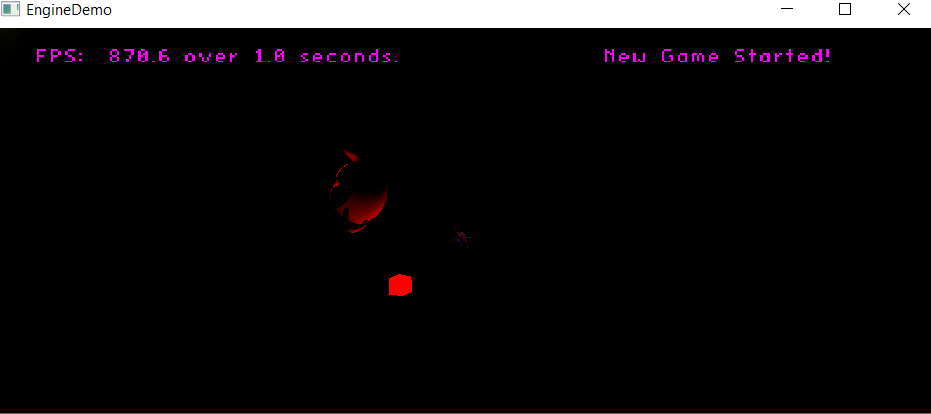 EngineDemo
FPS: 870.6 over 1.0 seconds.
New Game Started!